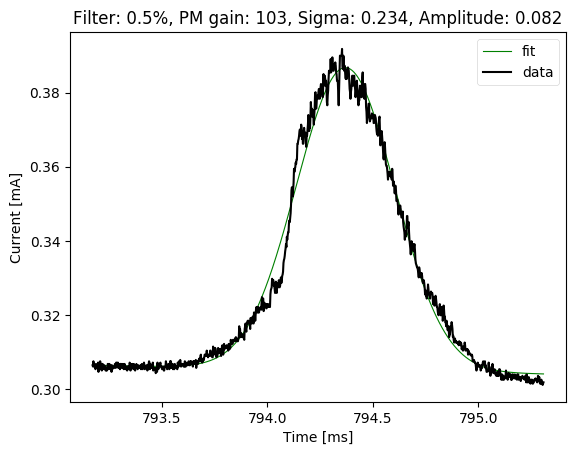 Filter: 0.5%, PM gain: 103, Sigma: 0.234, Amplitude: 0.082
fit
data
0.38
0.36
0.34
0.32
0.30
Current [mA]
793.5 794.0 794.5 795.0
Time [ms]